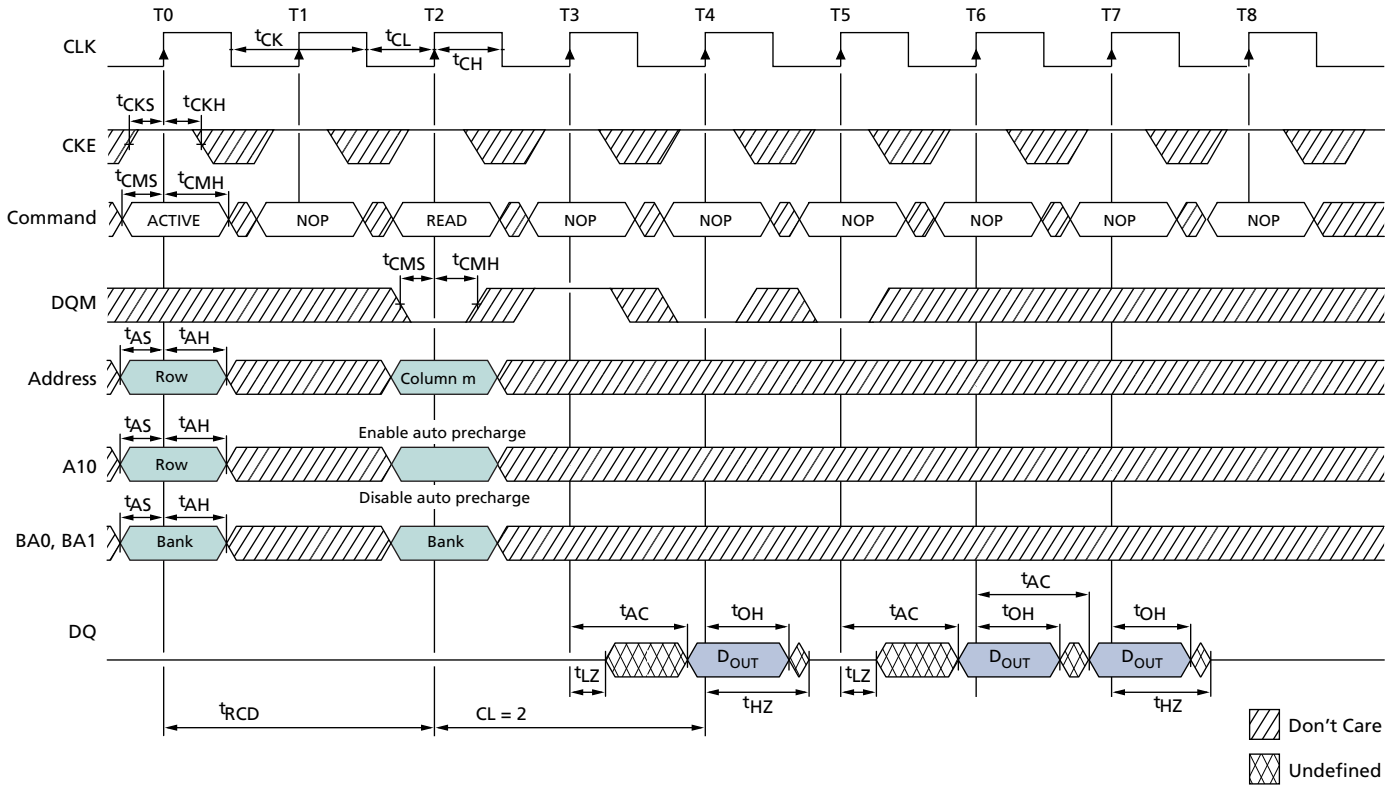 T0 T1 T2 T3 T4 T5 T6 T7 T8
CLK
tCK tCL
tCH
tCKS tCKH
CKE
tCMS tCMH
Command ACTIVE NOP READ NOP NOP NOP NOP NOP NOP
tCMS tCMH
DQM
tAS tAH
Address Row Column m
tAS tAH Enable auto precharge
A10 Row
tAS tAH Disable auto precharge
BA0, BA1 Bank Bank
tAC
tAC tOH tAC tOH tOH
DQ
DOUT DOUT DOUT
tLZ tLZ
tHZ tHZ
tRCD CL = 2
Don't Care
Undefined